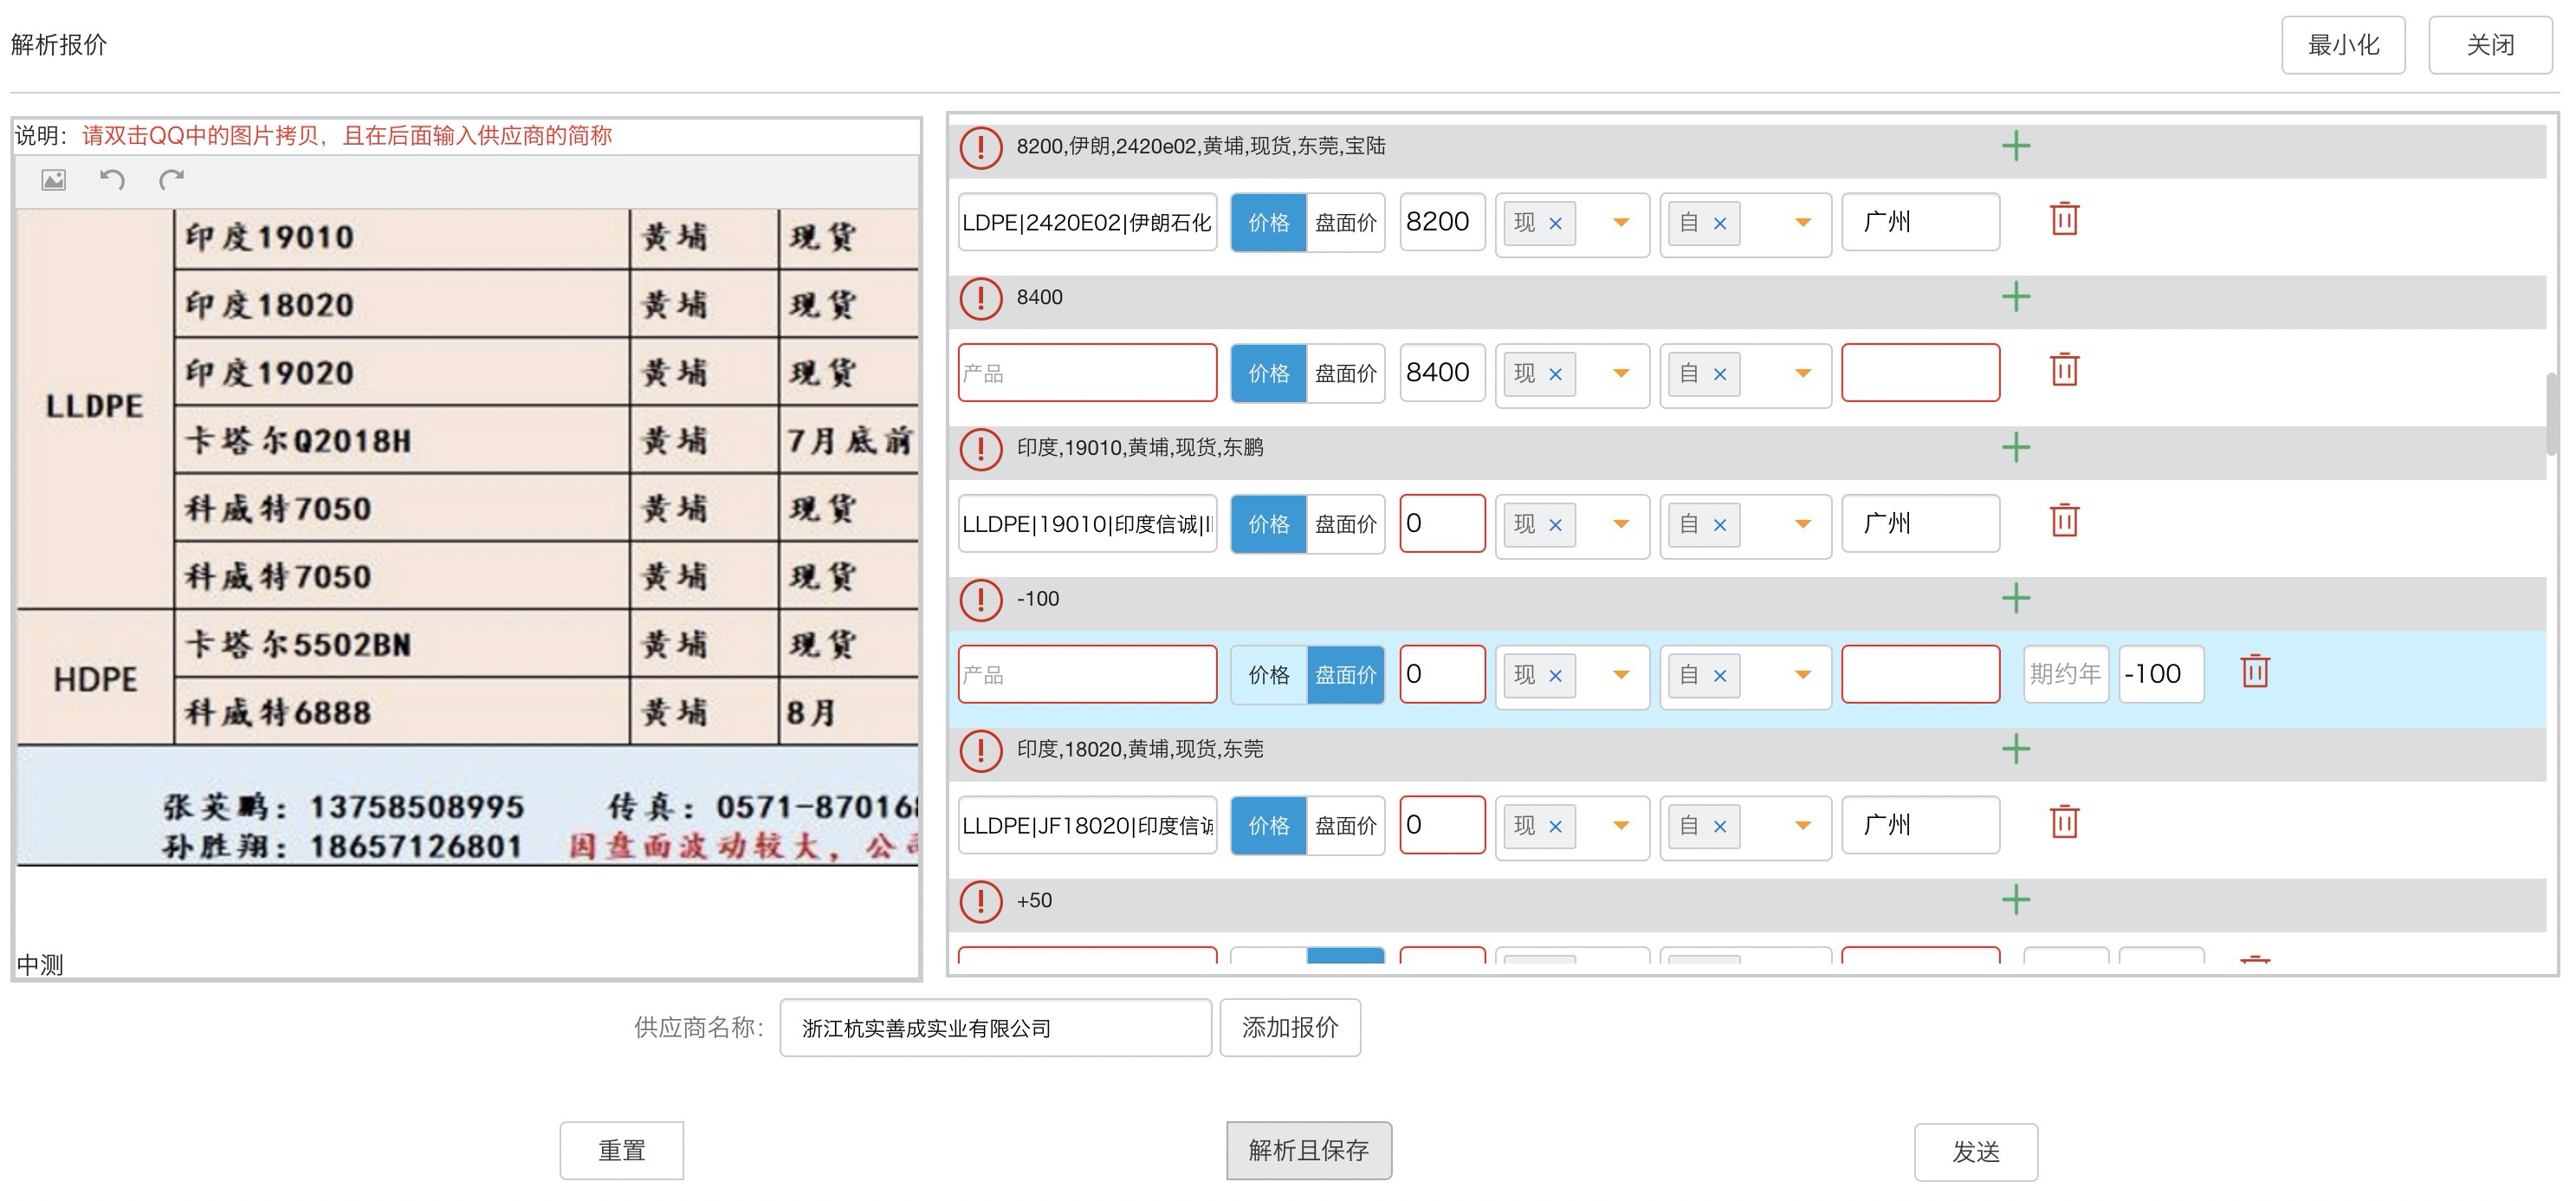 解析报价
最小化 关闭
说明：请双击QQ中的图片拷贝，且在后面输入供应商的简称
LLDPE
印度19010 黄埔 现货
印度18020 黄埔 现货
印度19020 黄埔 现货
卡塔尔Q2018H 黄埔 7月底前
科威特7050 黄埔 现货
科威特7050 黄埔 现货
HDPE
卡塔尔5502BN 黄埔 现货
科威特6888 黄埔 8月
张英鹏：13758508995 传真：0571-87016
孙胜翔：18657126801 因盘面波动较大，公
中测
8200,伊朗,2420e02,黄埔,现货,东莞,宝陆
LDPE|2420E02|伊朗石化 价格 盘面价 8200 现 × 自 × 广州
8400
产品 价格 盘面价 8400 现 × 自 ×
印度,19010,黄埔,现货,东鹏
LLDPE|19010|印度信诚| 价格 盘面价 0 现 × 自 × 广州
-100
产品 价格 盘面价 0 现 × 自 × 期约年 -100
印度,18020,黄埔,现货,东莞
LLDPE|JF18020|印度信诚 价格 盘面价 0 现 × 自 × 广州
+50
供应商名称： 浙江杭实善成实业有限公司 添加报价
重置 解析且保存 发送